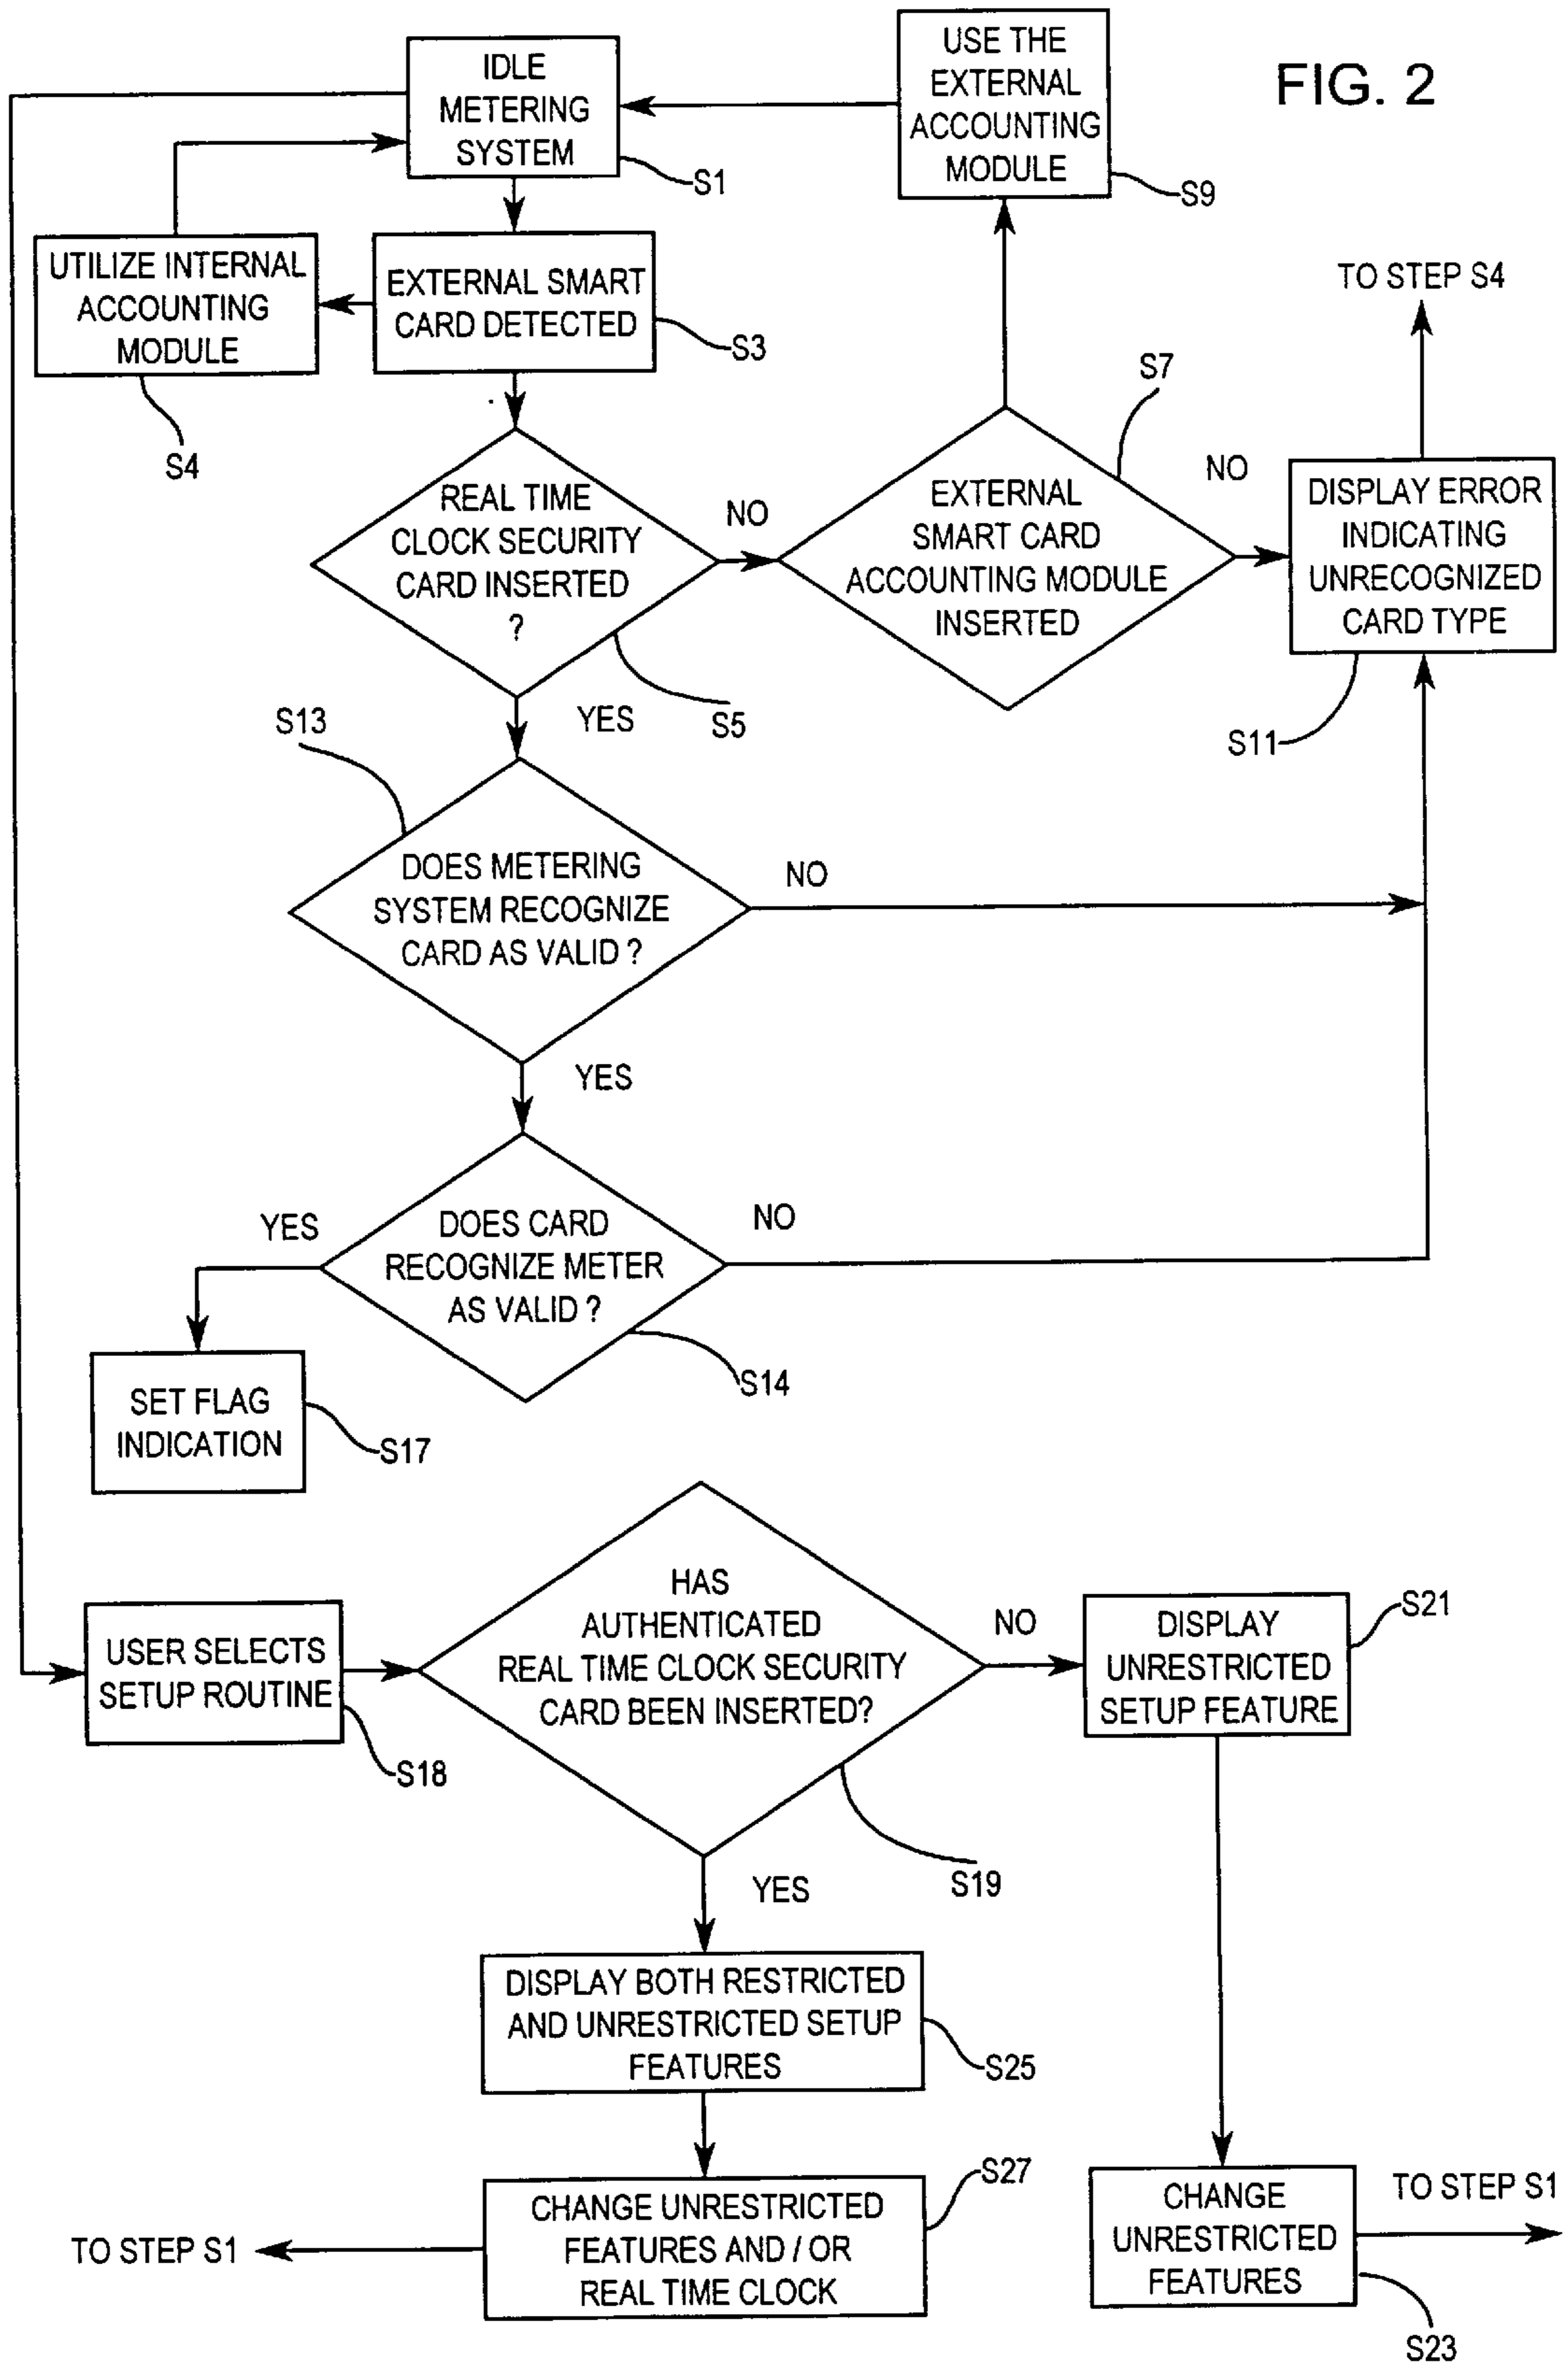 FIG. 2
IDLE
METERING
SYSTEM
S1
USE THE
EXTERNAL
ACCOUNTING
MODULE
S9
UTILIZE INTERNAL
ACCOUNTING
MODULE
S4
EXTERNAL SMART
CARD DETECTED
S3
TO STEP S4
REAL TIME
CLOCK SECURITY
CARD INSERTED
?
S5
NO
YES
EXTERNAL
SMART CARD
ACCOUNTING MODULE
INSERTED
S7
NO
DISPLAY ERROR
INDICATING
UNRECOGNIZED
CARD TYPE
S11
S13
DOES METERING
SYSTEM RECOGNIZE
CARD AS VALID ?
NO
YES
DOES CARD
RECOGNIZE METER
AS VALID ?
YES
NO
S14
SET FLAG
INDICATION
S17
USER SELECTS
SETUP ROUTINE
S18
HAS
AUTHENTICATED
REAL TIME CLOCK SECURITY
CARD BEEN INSERTED?
NO
S19
YES
DISPLAY
UNRESTRICTED
SETUP FEATURE
S21
DISPLAY BOTH RESTRICTED
AND UNRESTRICTED SETUP
FEATURES
S25
CHANGE UNRESTRICTED
FEATURES AND / OR
REAL TIME CLOCK
S27
TO STEP S1
CHANGE
UNRESTRICTED
FEATURES
TO STEP S1
S23